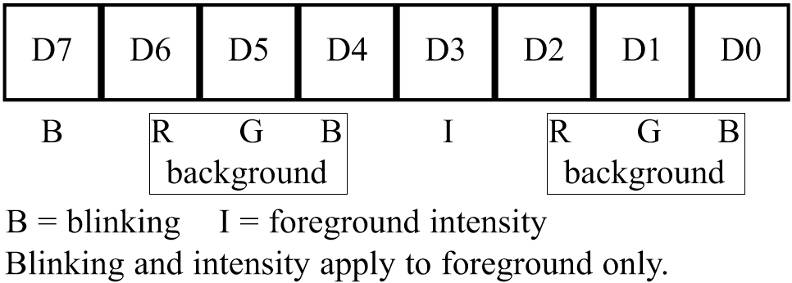 D7 D6 D5 D4 D3 D2 D1 D0
B R G B I R G B
background background
B = blinking I = foreground intensity
Blinking and intensity apply to foreground only.